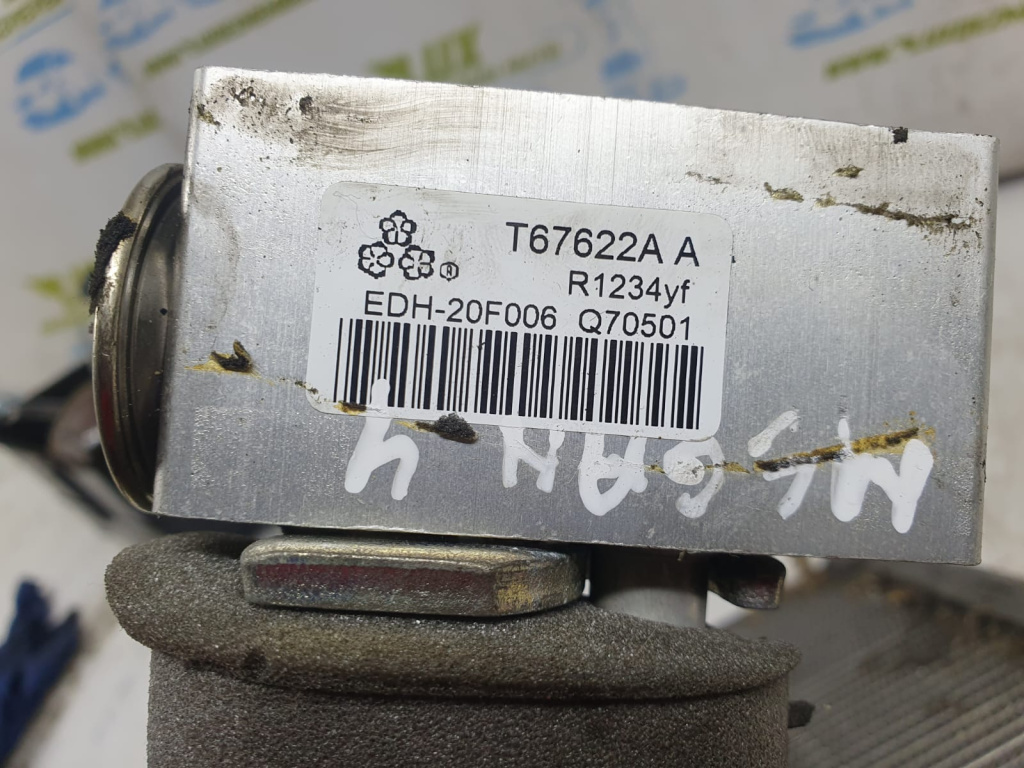 T67622A A
R1234yf
EDH-20F006 Q70501
MEGAN 4